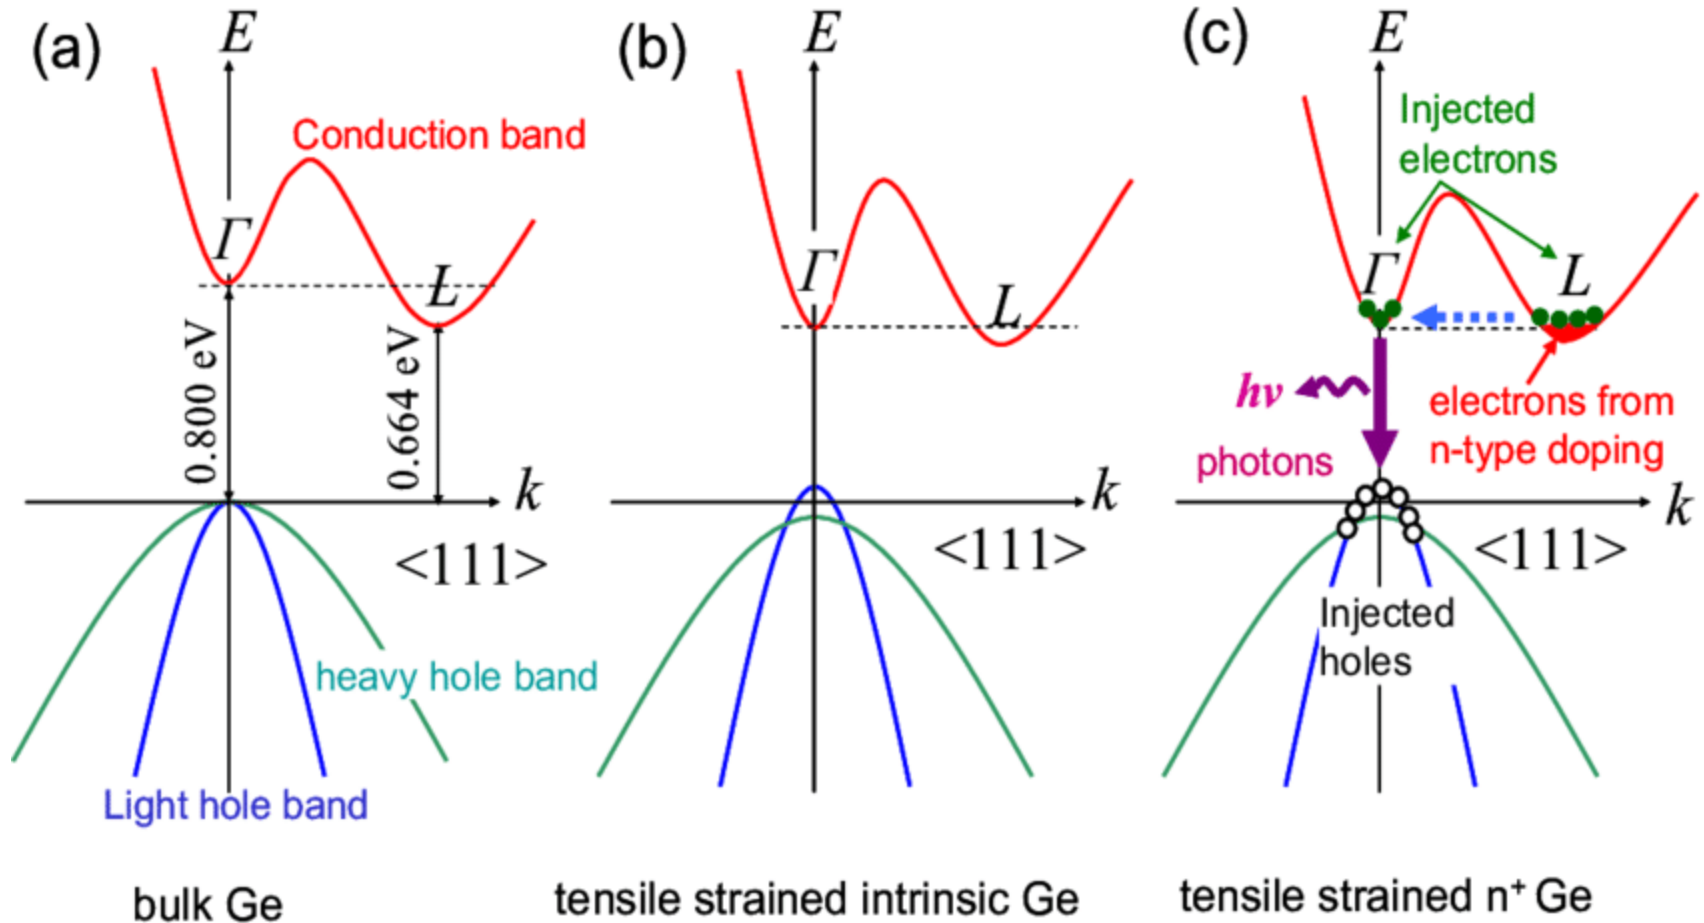 (a)
E
Conduction band
Γ
L
0.800 eV
0.664 eV
k
<111>
heavy hole band
Light hole band
bulk Ge
(b)
E
Γ
L
k
<111>
tensile strained intrinsic Ge
(c)
E
Injected
electrons
Γ
L
hν
photons
electrons from
n-type doping
k
<111>
Injected
holes
tensile strained n⁺ Ge